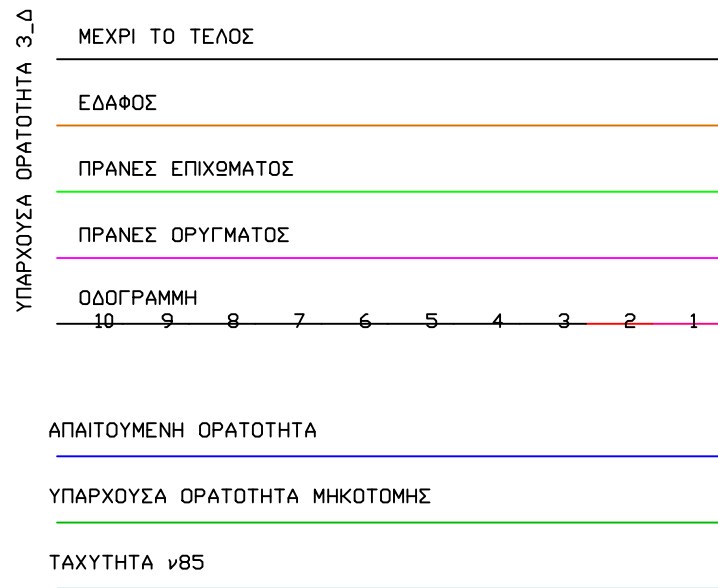 ΥΠΑΡΧΟΥΣΑ ΟΡΑΤΟΤΗΤΑ 3_Δ
ΜΕΧΡΙ ΤΟ ΤΕΛΟΣ
ΕΔΑΦΟΣ
ΠΡΑΝΕΣ ΕΠΙΧΩΜΑΤΟΣ
ΠΡΑΝΕΣ ΟΡΥΓΜΑΤΟΣ
ΟΔΟΓΡΑΜΜΗ
10 9 8 7 6 5 4 3 2 1
ΑΠΑΙΤΟΥΜΕΝΗ ΟΡΑΤΟΤΗΤΑ
ΥΠΑΡΧΟΥΣΑ ΟΡΑΤΟΤΗΤΑ ΜΗΚΟΤΟΜΗΣ
ΤΑΧΥΤΗΤΑ ν85